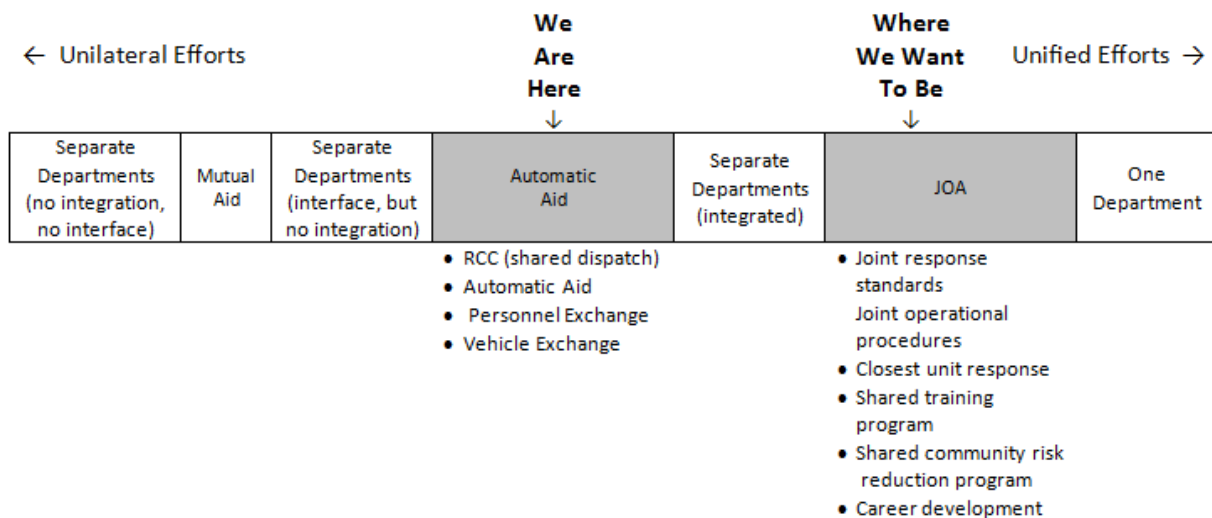 We
Are
Here
↓
Where
We Want
To Be
↓
← Unilateral Efforts
Unified Efforts →
Separate
Departments
(no integration,
no interface)
Mutual
Aid
Separate
Departments
(interface, but
no integration)
Automatic
Aid
Separate
Departments
(integrated)
JOA
One
Department
• RCC (shared dispatch)
• Automatic Aid
• Personnel Exchange
• Vehicle Exchange
• Joint response
standards
Joint operational
procedures
• Closest unit response
• Shared training
program
• Shared community risk
reduction program
• Career development